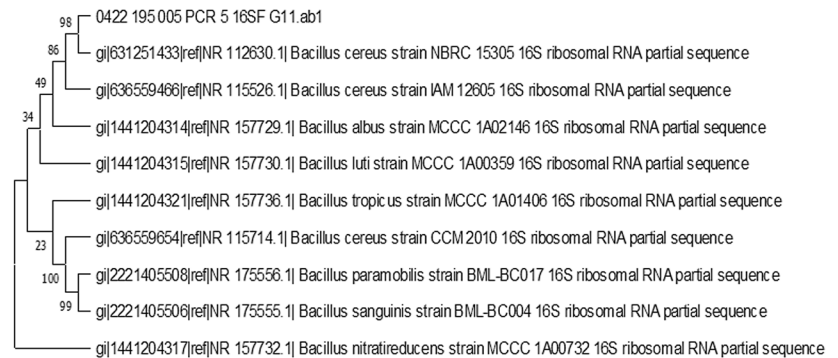 0422 195 005 PCR 5 16SF G11.ab1
98
gi|631251433|ref|NR 112630.1| Bacillus cereus strain NBRC 15305 16S ribosomal RNA partial sequence
86
gi|636559466|ref|NR 115526.1| Bacillus cereus strain IAM 12605 16S ribosomal RNA partial sequence
49
gi|1441204314|ref|NR 157729.1| Bacillus albus strain MCCC 1A02146 16S ribosomal RNA partial sequence
34
gi|1441204315|ref|NR 157730.1| Bacillus luti strain MCCC 1A00359 16S ribosomal RNA partial sequence
gi|1441204321|ref|NR 157736.1| Bacillus tropicus strain MCCC 1A01406 16S ribosomal RNA partial sequence
23
gi|636559654|ref|NR 115714.1| Bacillus cereus strain CCM 2010 16S ribosomal RNA partial sequence
100
gi|2221405508|ref|NR 175556.1| Bacillus paramobilis strain BML-BC017 16S ribosomal RNA partial sequence
99
gi|2221405506|ref|NR 175555.1| Bacillus sanguinis strain BML-BC004 16S ribosomal RNA partial sequence
gi|1441204317|ref|NR 157732.1| Bacillus nitratireducens strain MCCC 1A00732 16S ribosomal RNA partial sequence